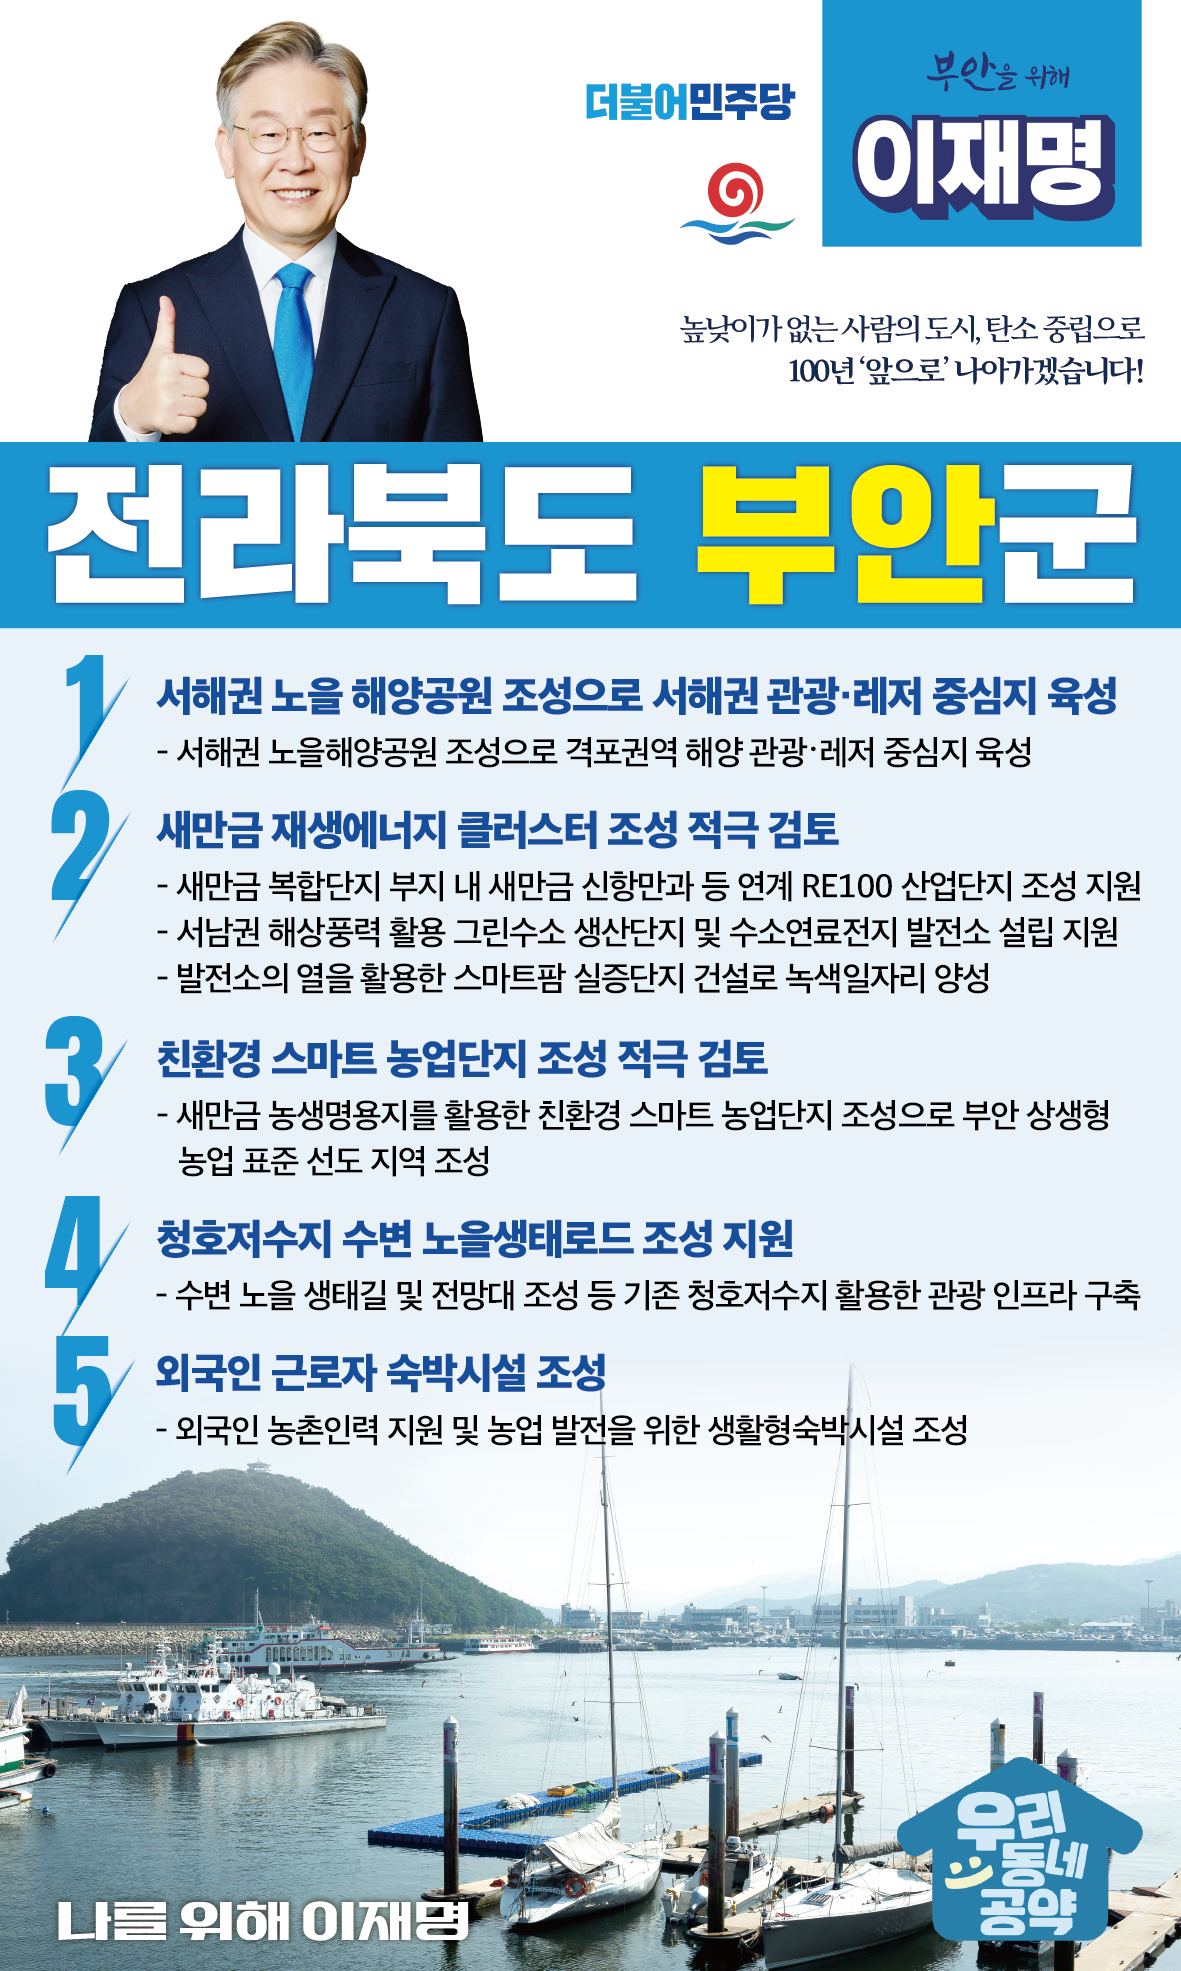 더불어민주당
부안을 위해
이재명
높낮이가 없는 사람의 도시, 탄소 중립으로
100년 ‘앞으로’ 나아가겠습니다!
전라북도 부안군
1
서해권 노을 해양공원 조성으로 서해권 관광·레저 중심지 육성
- 서해권 노을해양공원 조성으로 격포권역 해양 관광·레저 중심지 육성
2
새만금 재생에너지 클러스터 조성 적극 검토
- 새만금 복합단지 부지 내 새만금 신항만과 등 연계 RE100 산업단지 조성 지원
- 서남권 해상풍력 활용 그린수소 생산단지 및 수소연료전지 발전소 설립 지원
- 발전소의 열을 활용한 스마트팜 실증단지 건설로 녹색일자리 양성
3
친환경 스마트 농업단지 조성 적극 검토
- 새만금 농생명용지를 활용한 친환경 스마트 농업단지 조성으로 부안 상생형
농업 표준 선도 지역 조성
4
청호저수지 수변 노을생태로드 조성 지원
- 수변 노을 생태길 및 전망대 조성 등 기존 청호저수지 활용한 관광 인프라 구축
5
외국인 근로자 숙박시설 조성
- 외국인 농촌인력 지원 및 농업 발전을 위한 생활형숙박시설 조성
우리
동네
공약
나를 위해 이재명